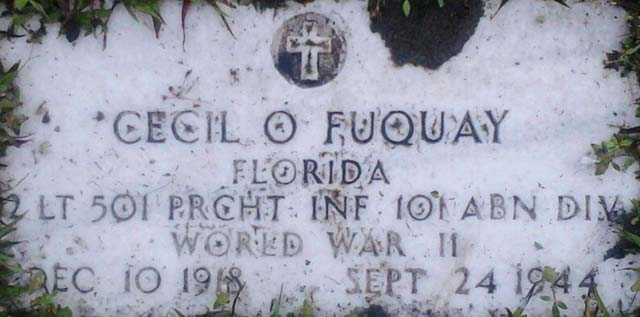 CECIL O FUQUAY
FLORIDA
2 LT 501 PRCHT INF 101 ABN DIV
WORLD WAR II
DEC 10 1918 SEPT 24 1944